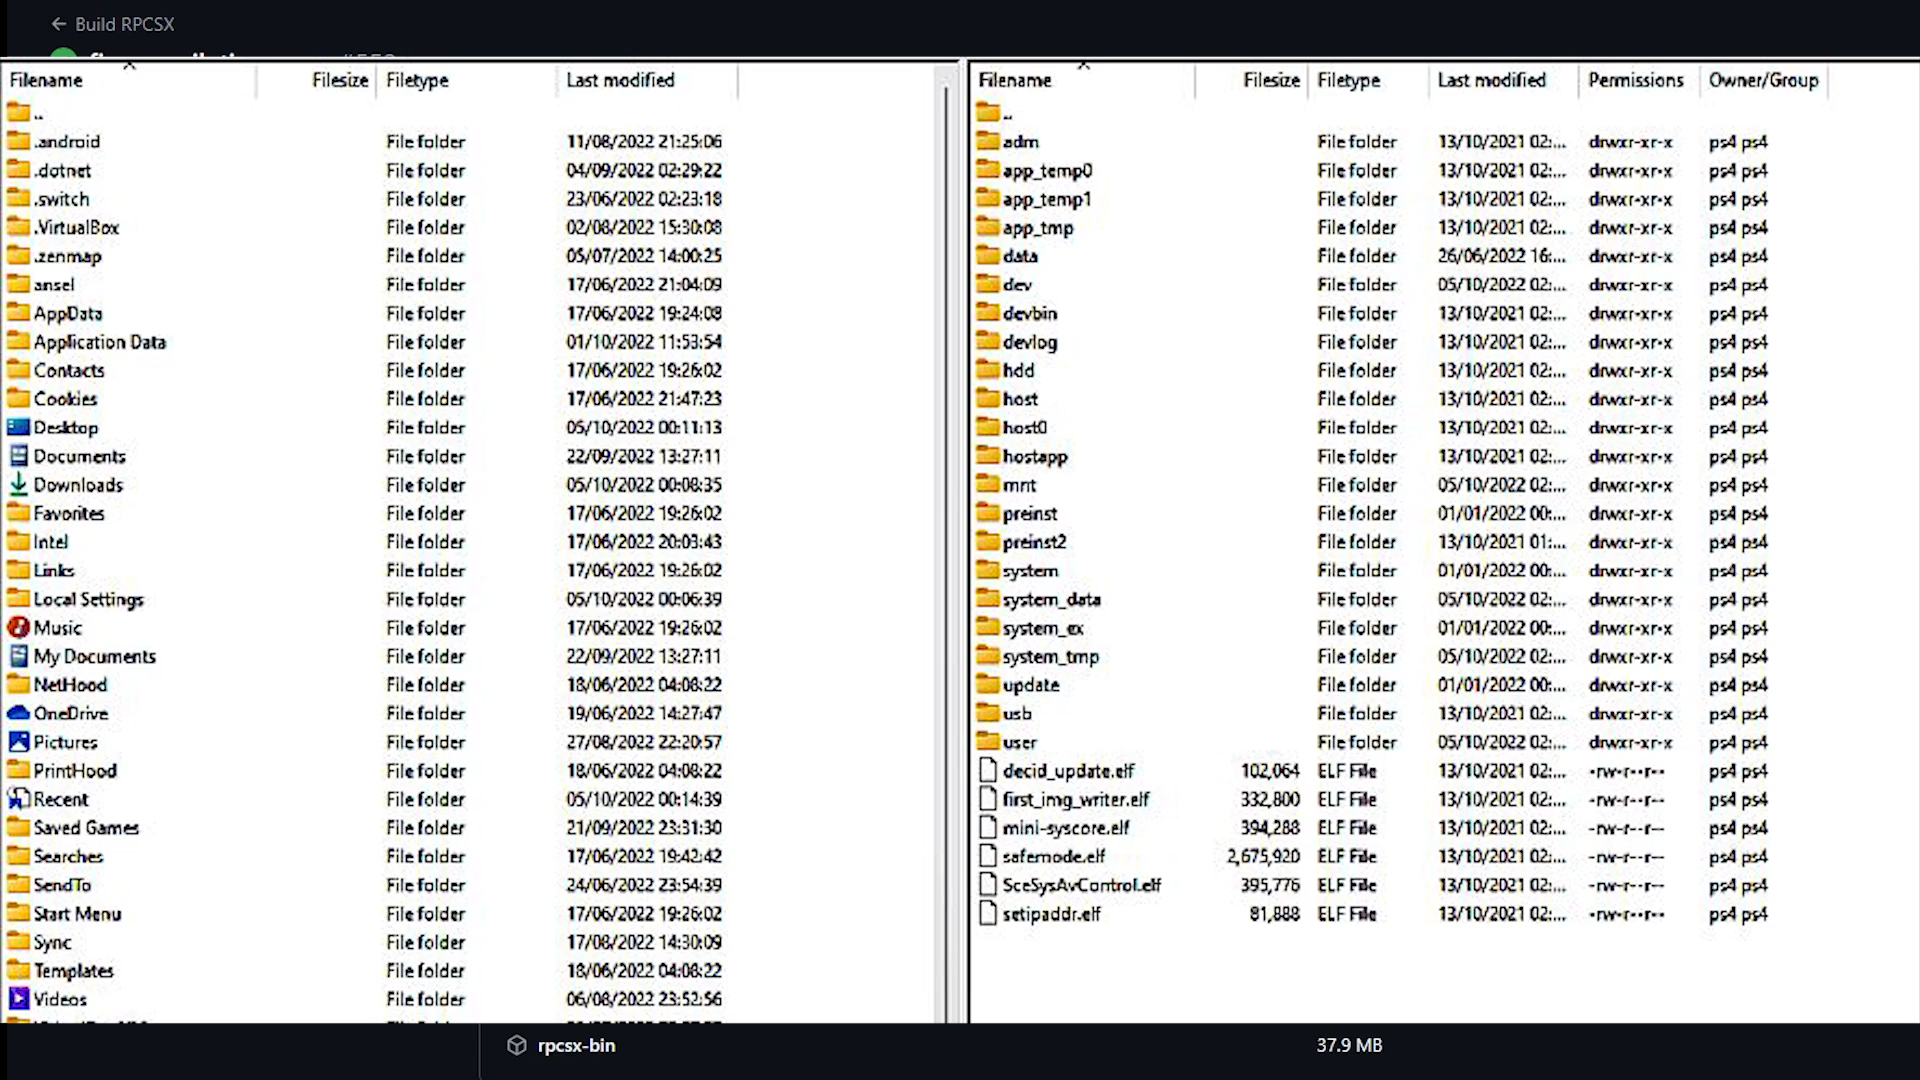 ← Build RPCSX
Filename Filesize Filetype Last modified
..
.android File folder 11/08/2022 21:25:06
.dotnet File folder 04/09/2022 02:29:22
.switch File folder 23/06/2022 02:23:18
.VirtualBox File folder 02/08/2022 15:30:08
.zenmap File folder 05/07/2022 14:00:25
ansel File folder 17/06/2022 21:04:09
AppData File folder 17/06/2022 19:24:08
Application Data File folder 01/10/2022 11:53:54
Contacts File folder 17/06/2022 19:26:02
Cookies File folder 17/06/2022 21:47:23
Desktop File folder 05/10/2022 00:11:13
Documents File folder 22/09/2022 13:27:11
Downloads File folder 05/10/2022 00:08:35
Favorites File folder 17/06/2022 19:26:02
Intel File folder 17/06/2022 20:03:43
Links File folder 17/06/2022 19:26:02
Local Settings File folder 05/10/2022 00:06:39
Music File folder 17/06/2022 19:26:02
My Documents File folder 22/09/2022 13:27:11
NetHood File folder 18/06/2022 04:08:22
OneDrive File folder 19/06/2022 14:27:47
Pictures File folder 27/08/2022 22:20:57
PrintHood File folder 18/06/2022 04:08:22
Recent File folder 05/10/2022 00:14:39
Saved Games File folder 21/09/2022 23:31:30
Searches File folder 17/06/2022 19:42:42
SendTo File folder 24/06/2022 23:54:39
Start Menu File folder 17/06/2022 19:26:02
Sync File folder 17/08/2022 14:30:09
Templates File folder 18/06/2022 04:08:22
Videos File folder 06/08/2022 23:52:56
Filename Filesize Filetype Last modified Permissions Owner/Group
..
adm File folder 13/10/2021 02:... drwxr-xr-x ps4 ps4
app_temp0 File folder 13/10/2021 02:... drwxr-xr-x ps4 ps4
app_temp1 File folder 13/10/2021 02:... drwxr-xr-x ps4 ps4
app_tmp File folder 13/10/2021 02:... drwxr-xr-x ps4 ps4
data File folder 26/06/2022 16:... drwxr-xr-x ps4 ps4
dev File folder 05/10/2022 02:... drwxr-xr-x ps4 ps4
devbin File folder 13/10/2021 02:... drwxr-xr-x ps4 ps4
devlog File folder 13/10/2021 02:... drwxr-xr-x ps4 ps4
hdd File folder 13/10/2021 02:... drwxr-xr-x ps4 ps4
host File folder 13/10/2021 02:... drwxr-xr-x ps4 ps4
host0 File folder 13/10/2021 02:... drwxr-xr-x ps4 ps4
hostapp File folder 13/10/2021 02:... drwxr-xr-x ps4 ps4
mnt File folder 05/10/2022 02:... drwxr-xr-x ps4 ps4
preinst File folder 01/01/2022 00:... drwxr-xr-x ps4 ps4
preinst2 File folder 13/10/2021 01:... drwxr-xr-x ps4 ps4
system File folder 01/01/2022 00:... drwxr-xr-x ps4 ps4
system_data File folder 05/10/2022 02:... drwxr-xr-x ps4 ps4
system_ex File folder 01/01/2022 00:... drwxr-xr-x ps4 ps4
system_tmp File folder 05/10/2022 02:... drwxr-xr-x ps4 ps4
update File folder 01/01/2022 00:... drwxr-xr-x ps4 ps4
usb File folder 13/10/2021 02:... drwxr-xr-x ps4 ps4
user File folder 05/10/2022 02:... drwxr-xr-x ps4 ps4
decid_update.elf 102,064 ELF File 13/10/2021 02:... -rw-r--r-- ps4 ps4
first_img_writer.elf 332,800 ELF File 13/10/2021 02:... -rw-r--r-- ps4 ps4
mini-syscore.elf 394,288 ELF File 13/10/2021 02:... -rw-r--r-- ps4 ps4
safemode.elf 2,675,920 ELF File 13/10/2021 02:... -rw-r--r-- ps4 ps4
SceSysAvControl.elf 395,776 ELF File 13/10/2021 02:... -rw-r--r-- ps4 ps4
setipaddr.elf 81,888 ELF File 13/10/2021 02:... -rw-r--r-- ps4 ps4
rpcsx-bin 37.9 MB